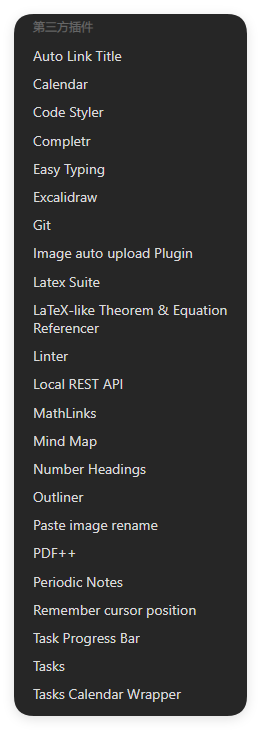 第三方插件
Auto Link Title
Calendar
Code Styler
Completr
Easy Typing
Excalidraw
Git
Image auto upload Plugin
Latex Suite
LaTeX-like Theorem & Equation
Referencer
Linter
Local REST API
MathLinks
Mind Map
Number Headings
Outliner
Paste image rename
PDF++
Periodic Notes
Remember cursor position
Task Progress Bar
Tasks
Tasks Calendar Wrapper